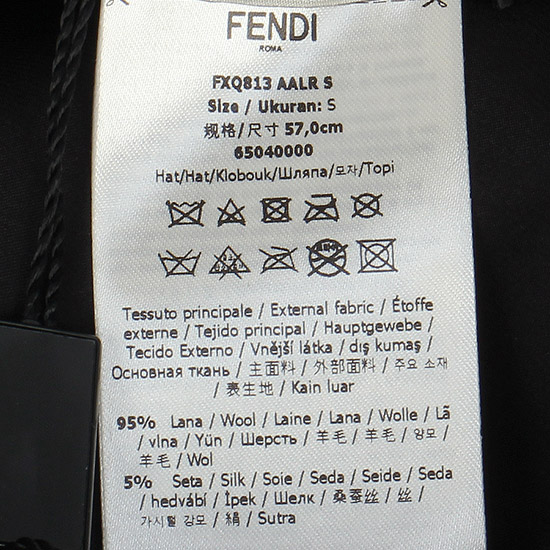 FENDI
ROMA
FXQ813 AALR S
Size / Ukuran: S
规格/尺寸 57,0cm
65040000
Hat/Hat/Klobouk/Шляпа/모자/Topi
Tessuto principale / External fabric / Étoffe
externe / Tejido principal / Hauptgewebe /
Tecido Externo / Vnější látka / dış kumaş /
Основная ткань / 主面料 / 外部面料 / 주요 소재
/ 表生地 / Kain luar
95% Lana / Wool / Laine / Lana / Wolle / Lã
/ vlna / Yün / Шерсть / 羊毛 / 羊毛 / 양모 /
羊毛 / Wol
5% Seta / Silk / Soie / Seda / Seide / Seda
/ hedvábí / İpek / Шелк / 桑蚕丝 / 丝 /
가시털 강모 / 絹 / Sutra